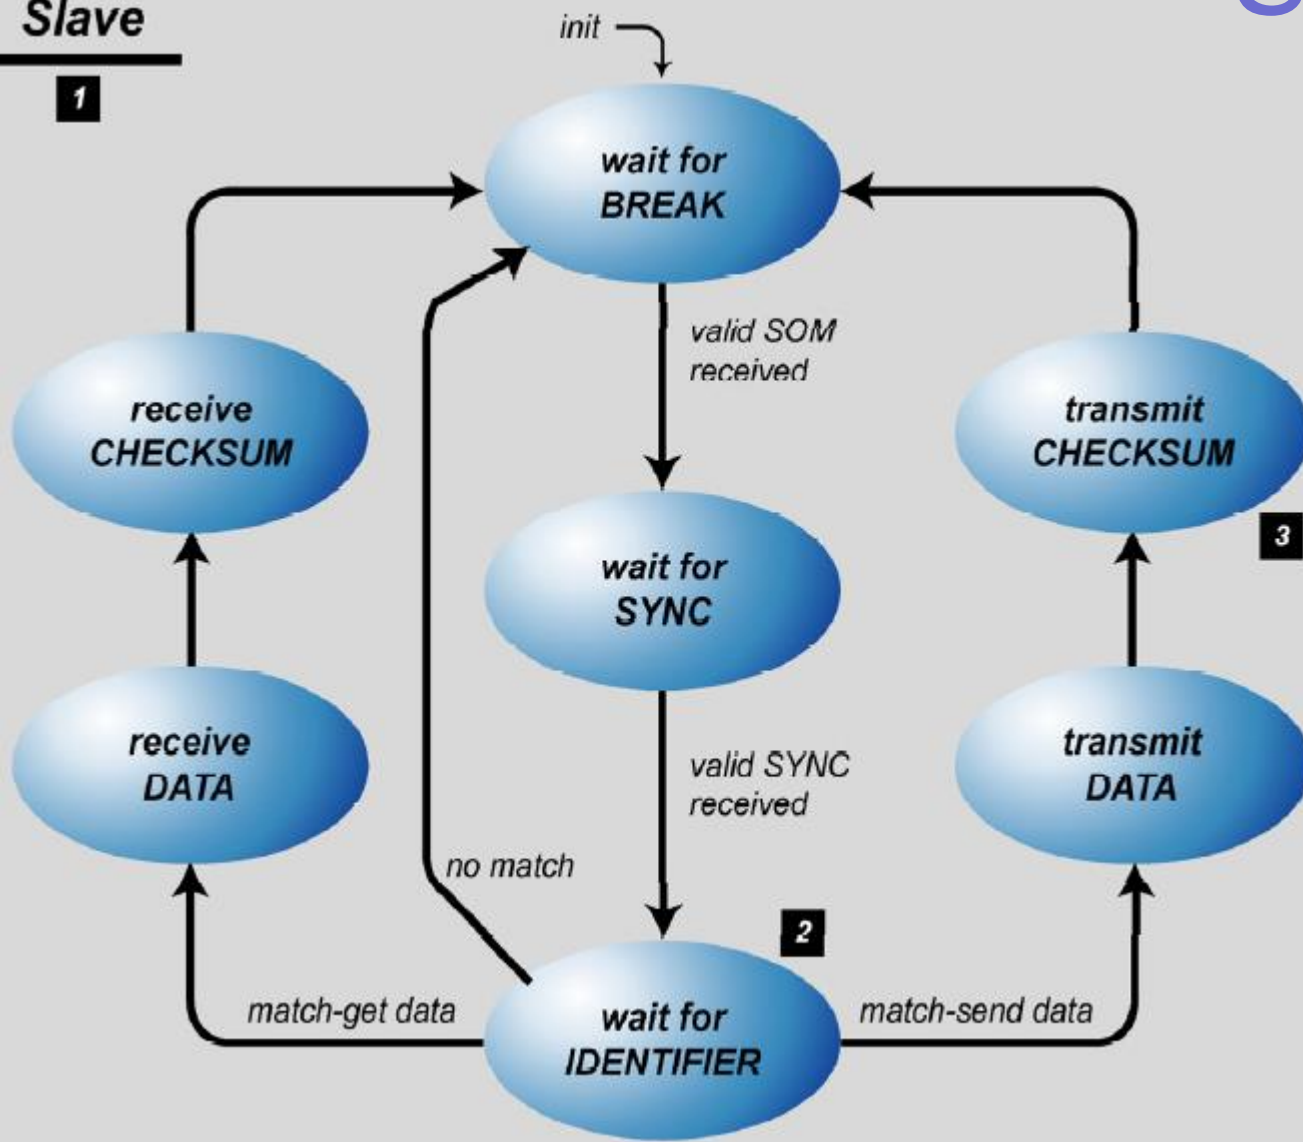 Slave
1
init
wait for
BREAK
valid SOM
received
receive
CHECKSUM
transmit
CHECKSUM
3
wait for
SYNC
receive
DATA
valid SYNC
received
transmit
DATA
no match
2
match-get data
wait for
IDENTIFIER
match-send data